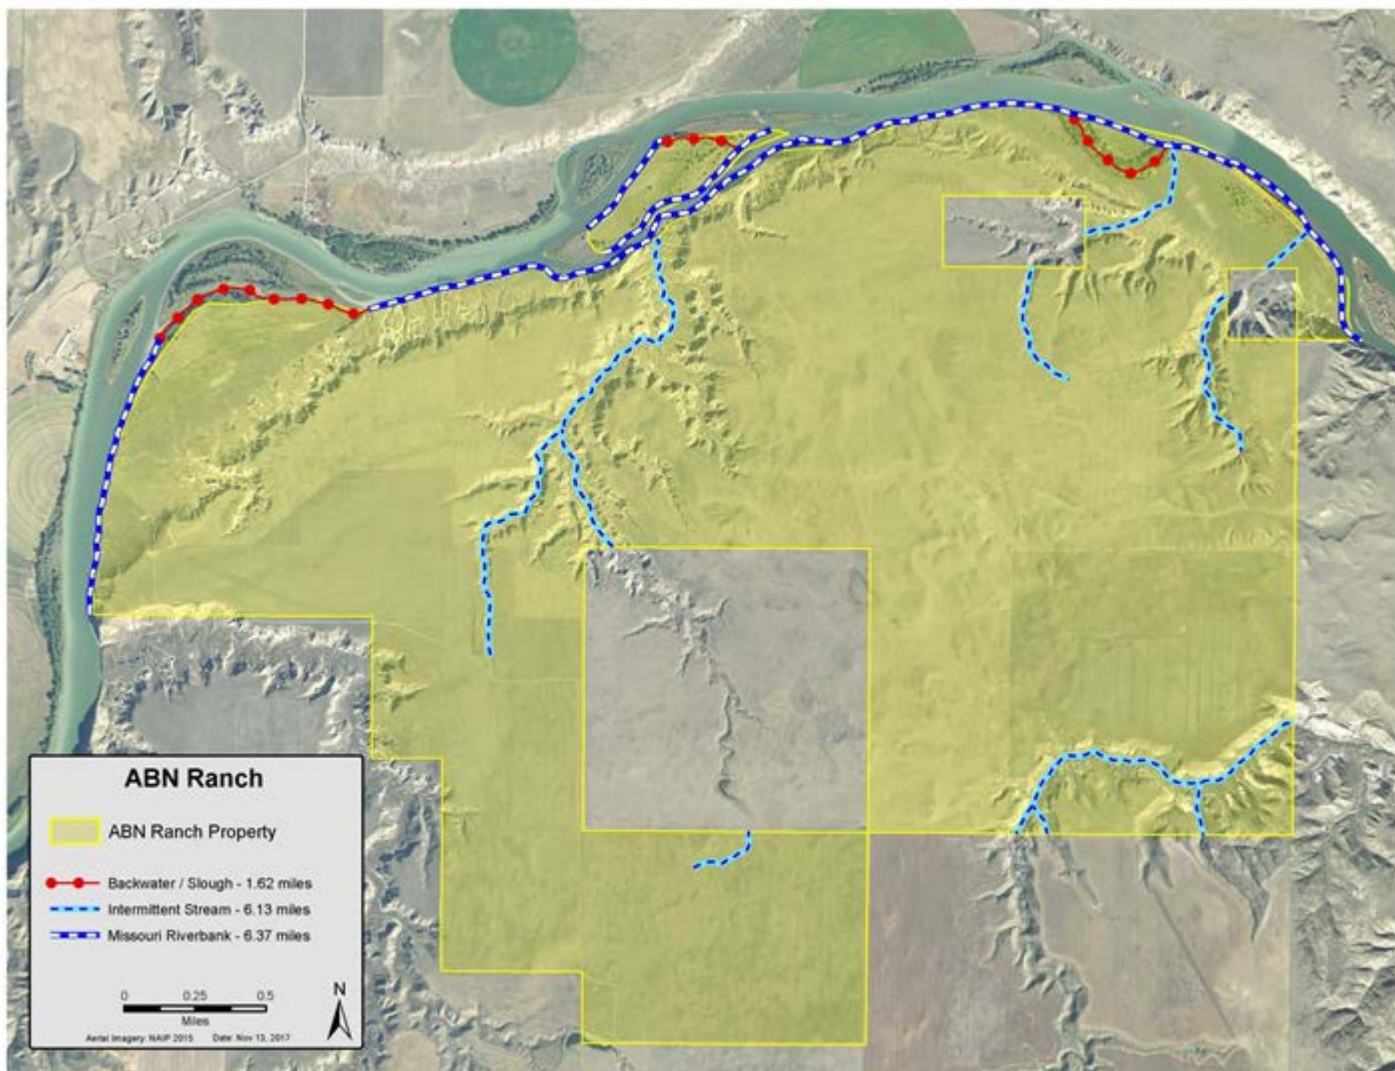 ABN Ranch
ABN Ranch Property
Backwater / Slough - 1.62 miles
Intermittent Stream - 6.13 miles
Missouri Riverbank - 6.37 miles
N
0 0.25 0.5
Miles
Aerial Imagery: NAIP 2015 Date: Nov 13, 2017